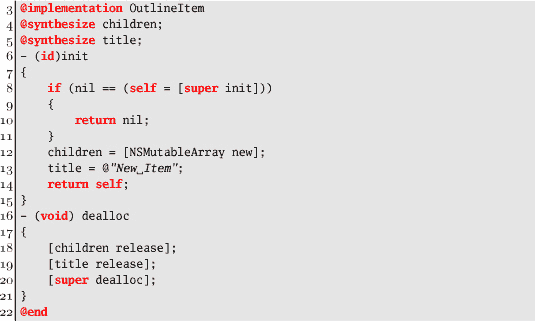 3 @implementation OutlineItem
4 @synthesize children;
5 @synthesize title;
6 - (id)init
7 {
8     if (nil == (self = [super init]))
9     {
10         return nil;
11     }
12     children = [NSMutableArray new];
13     title = @"New␣Item";
14     return self;
15 }
16 - (void) dealloc
17 {
18     [children release];
19     [title release];
20     [super dealloc];
21 }
22 @end